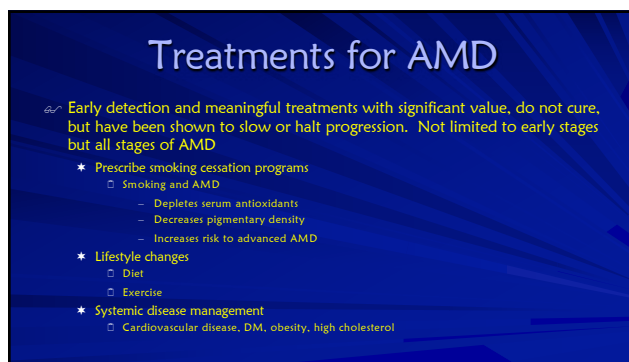 Treatments for AMD
Early detection and meaningful treatments with significant value, do not cure,
but have been shown to slow or halt progression. Not limited to early stages
but all stages of AMD
Prescribe smoking cessation programs
Smoking and AMD
– Depletes serum antioxidants
– Decreases pigmentary density
– Increases risk to advanced AMD
Lifestyle changes
Diet
Exercise
Systemic disease management
Cardiovascular disease, DM, obesity, high cholesterol